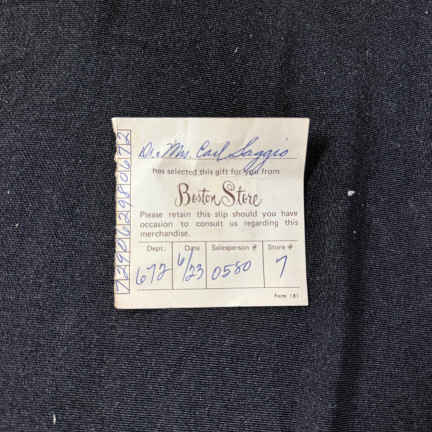 Dr. Mrs. Carl Saggio
has selected this gift for you from
Boston Store
Please retain this slip should you have
occasion to consult us regarding this
merchandise.
Dept. Date Salesperson # Store #
672 6/23 0580 7
Form 181